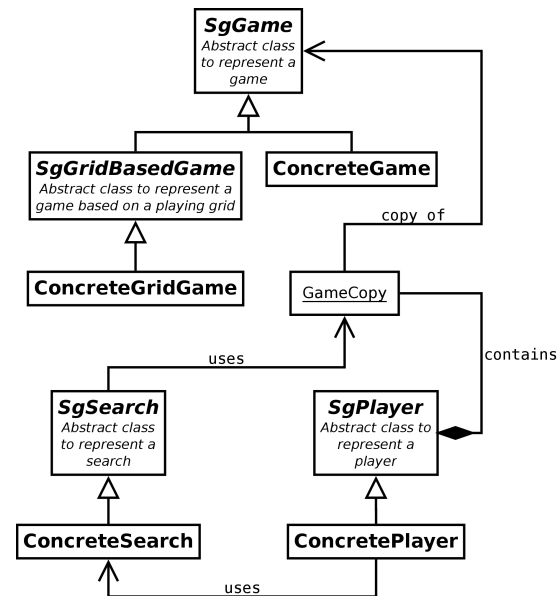 SgGame
Abstract class
to represent a
game
SgGridBasedGame
Abstract class to represent a
game based on a playing grid
ConcreteGame
copy of
ConcreteGridGame
GameCopy
uses
contains
SgSearch
Abstract class
to represent a
search
SgPlayer
Abstract class to
represent a
player
ConcreteSearch
ConcretePlayer
uses